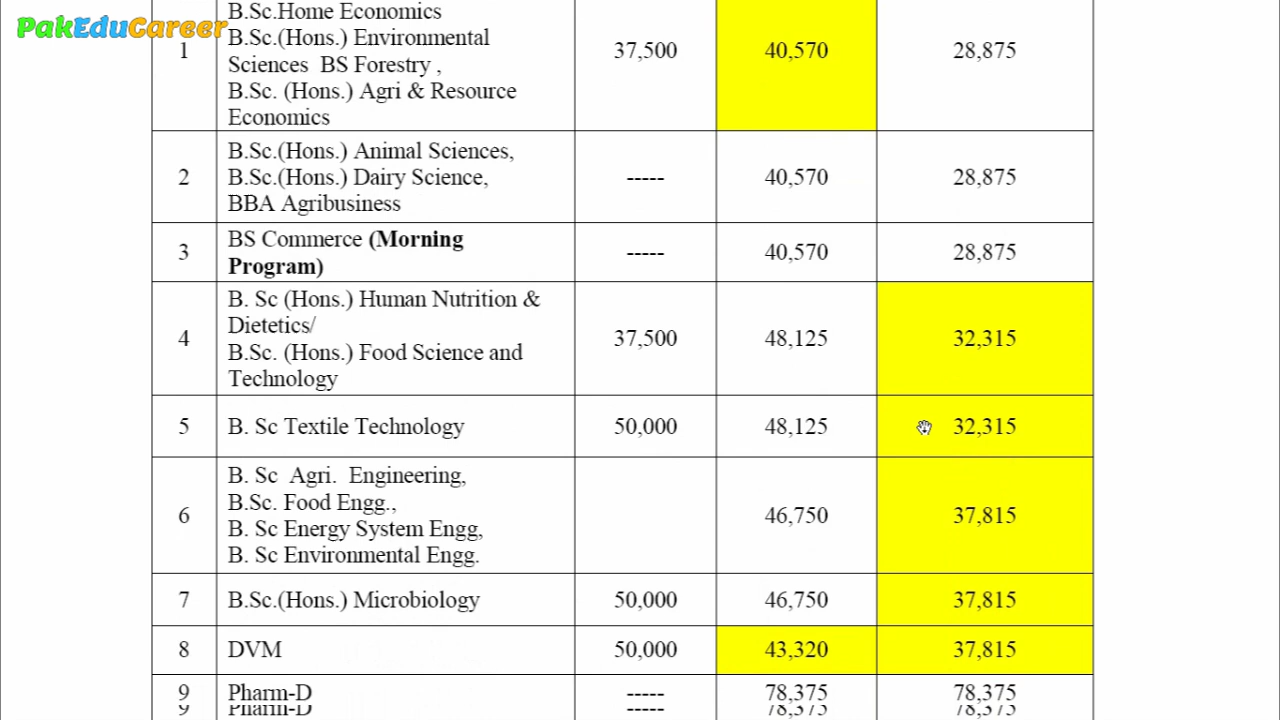 PakEduCareer
B.Sc.Home Economics
B.Sc.(Hons.) Environmental
1 Sciences BS Forestry , 37,500 40,570 28,875
B.Sc. (Hons.) Agri & Resource
Economics
B.Sc.(Hons.) Animal Sciences,
2 B.Sc.(Hons.) Dairy Science, ----- 40,570 28,875
BBA Agribusiness
BS Commerce (Morning
3 Program) ----- 40,570 28,875
B. Sc (Hons.) Human Nutrition &
Dietetics/
4 37,500 48,125 32,315
B.Sc. (Hons.) Food Science and
Technology
5 B. Sc Textile Technology 50,000 48,125 32,315
B. Sc Agri. Engineering,
B.Sc. Food Engg.,
6 46,750 37,815
B. Sc Energy System Engg,
B. Sc Environmental Engg.
7 B.Sc.(Hons.) Microbiology 50,000 46,750 37,815
8 DVM 50,000 43,320 37,815
9 Pharm-D ----- 78,375 78,375
9 Pharm-D ----- 78,375 78,375